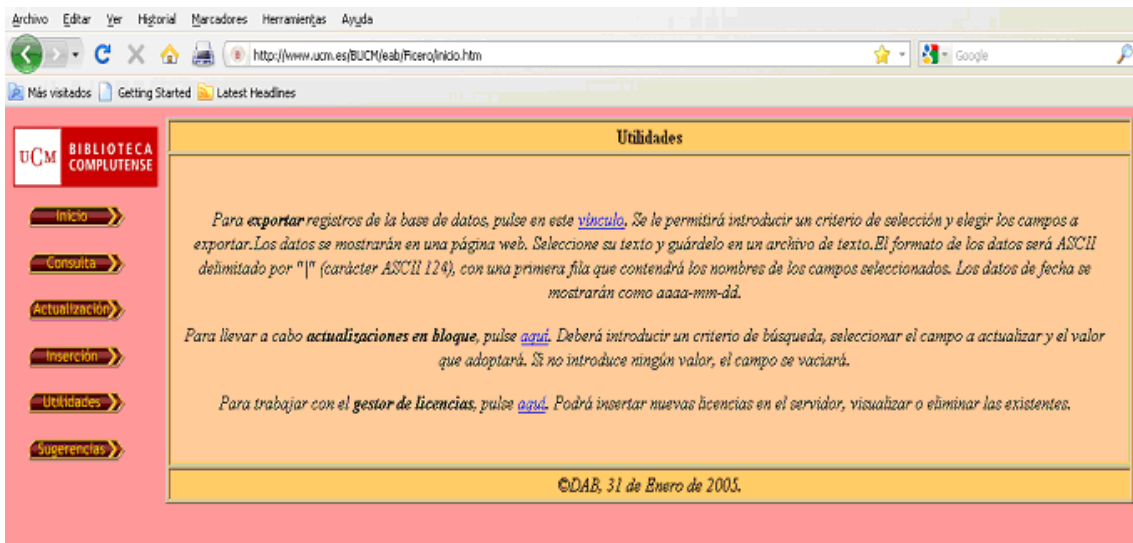 Archivo Editar Ver Historial Marcadores Herramientas Ayuda
http://www.ucm.es/BUCM/eab/Ficero/inicio.htm
Google
Más visitados Getting Started Latest Headlines
UCM BIBLIOTECA
COMPLUTENSE
Inicio
Consulta
Actualización
Inserción
Utilidades
Sugerencias
Utilidades
Para exportar registros de la base de datos, pulse en este vínculo. Se le permitirá introducir un criterio de selección y elegir los campos a
exportar.Los datos se mostrarán en una página web. Seleccione su texto y guárdelo en un archivo de texto.El formato de los datos será ASCII
delimitado por "|" (carácter ASCII 124), con una primera fila que contendrá los nombres de los campos seleccionados. Los datos de fecha se
mostrarán como aaaa-mm-dd.
Para llevar a cabo actualizaciones en bloque, pulse aquí. Deberá introducir un criterio de búsqueda, seleccionar el campo a actualizar y el valor
que adoptará. Si no introduce ningún valor, el campo se vaciará.
Para trabajar con el gestor de licencias, pulse aquí. Podrá insertar nuevas licencias en el servidor, visualizar o eliminar las existentes.
©DAB, 31 de Enero de 2005.